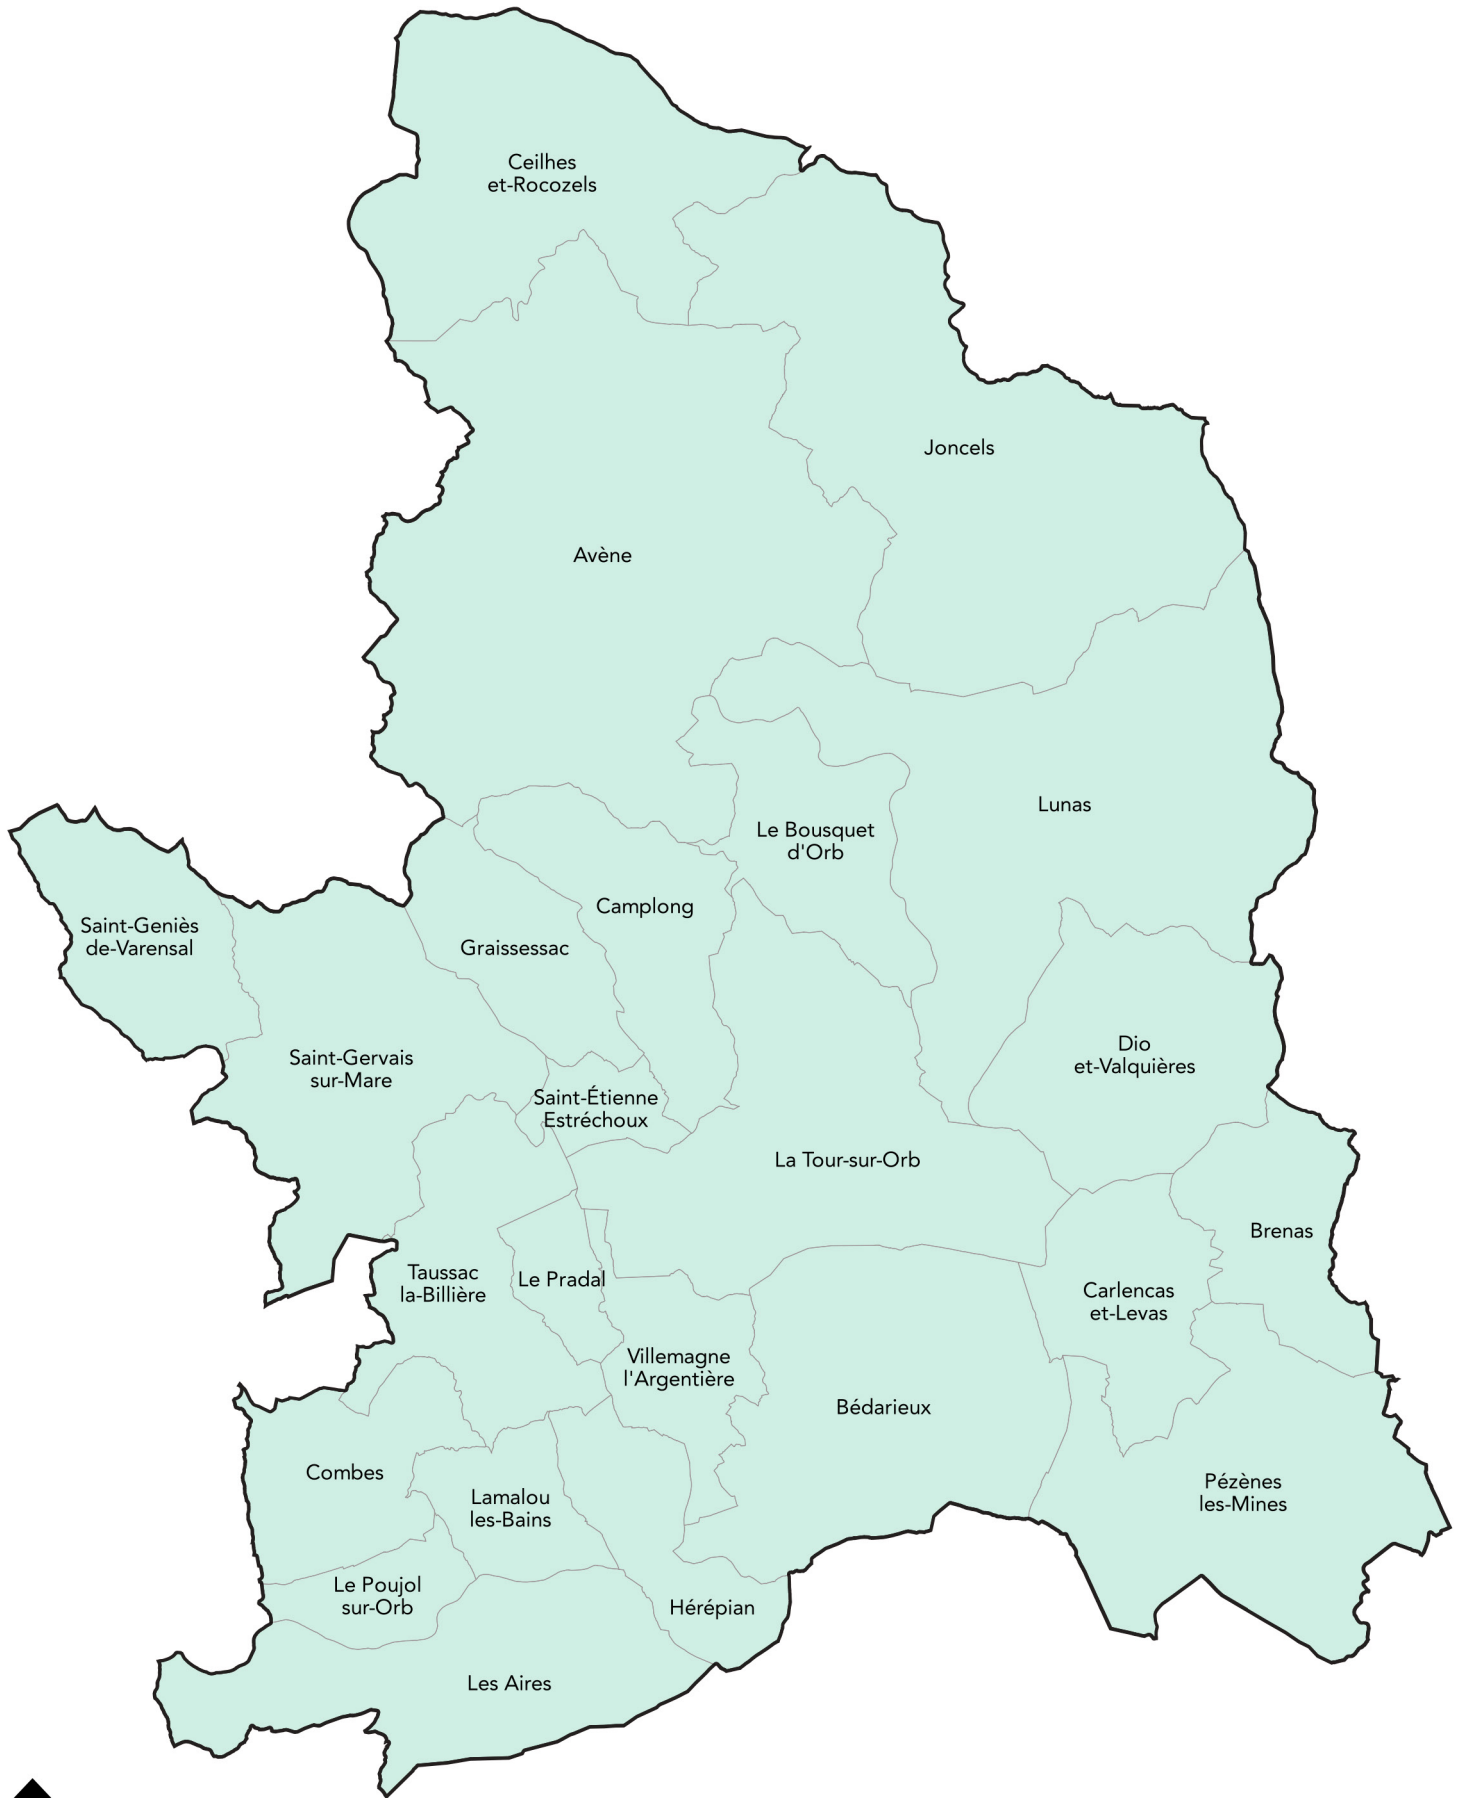 Ceilhes
et-Rocozels
Joncels
Avène
Lunas
Le Bousquet
d'Orb
Camplong
Saint-Geniès
de-Varensal
Graissessac
Saint-Gervais
sur-Mare
Dio
et-Valquières
Saint-Étienne
Estréchoux
La Tour-sur-Orb
Brenas
Taussac
la-Billière
Le Pradal
Carlencas
et-Levas
Villemagne
l'Argentière
Bédarieux
Combes
Pézènes
les-Mines
Lamalou
les-Bains
Le Poujol
sur-Orb
Hérépian
Les Aires